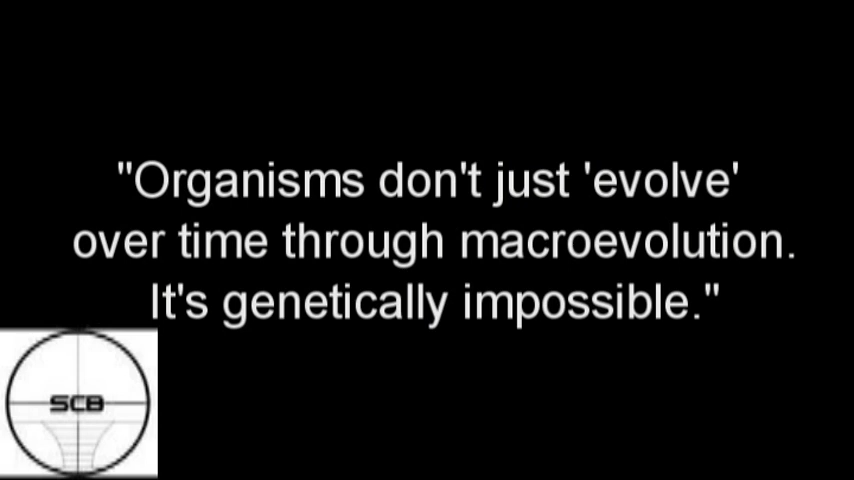 "Organisms don't just 'evolve'
over time through macroevolution.
It's genetically impossible."
SCB